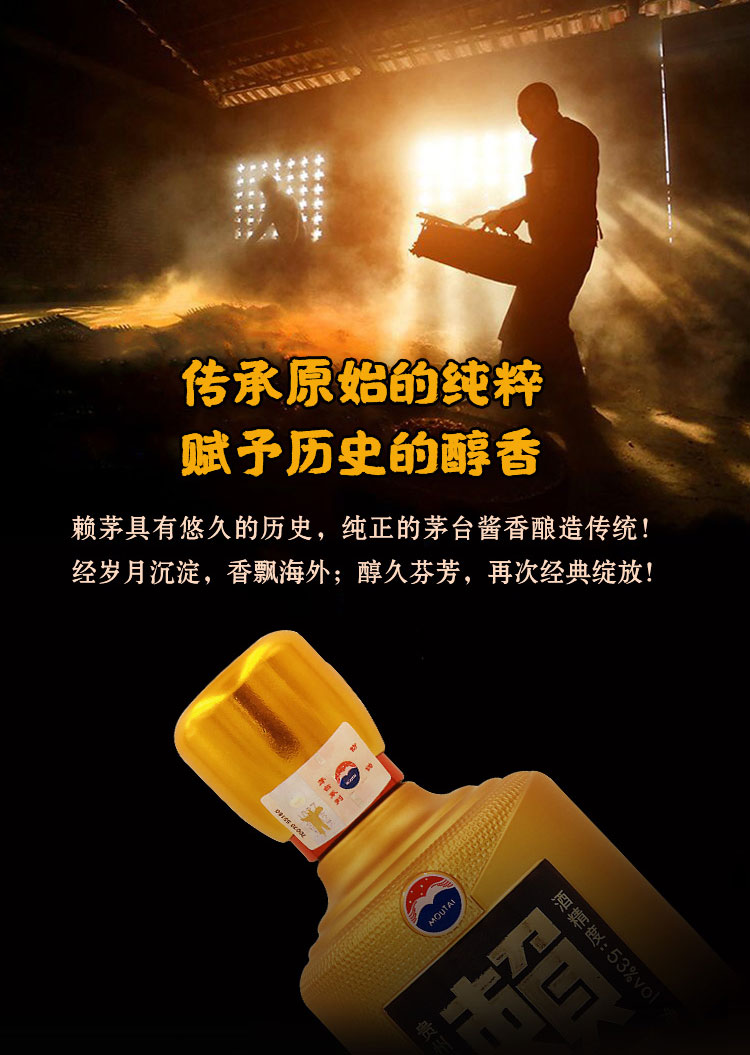 传承原始的纯粹
赋予历史的醇香
赖茅具有悠久的历史，纯正的茅台酱香酿造传统！
经岁月沉淀，香飘海外；醇久芬芳，再次经典绽放！
MOUTAI
酒精度：53%vol
賴